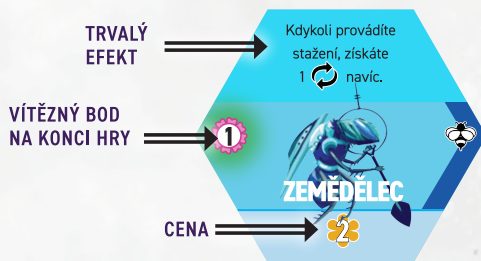 TRVALÝ
EFEKT
Kdykoli provádíte
stažení, získáte
1 navíc.
VÍTĚZNÝ BOD
NA KONCI HRY
1
ZEMĚDĚLEC
CENA
2